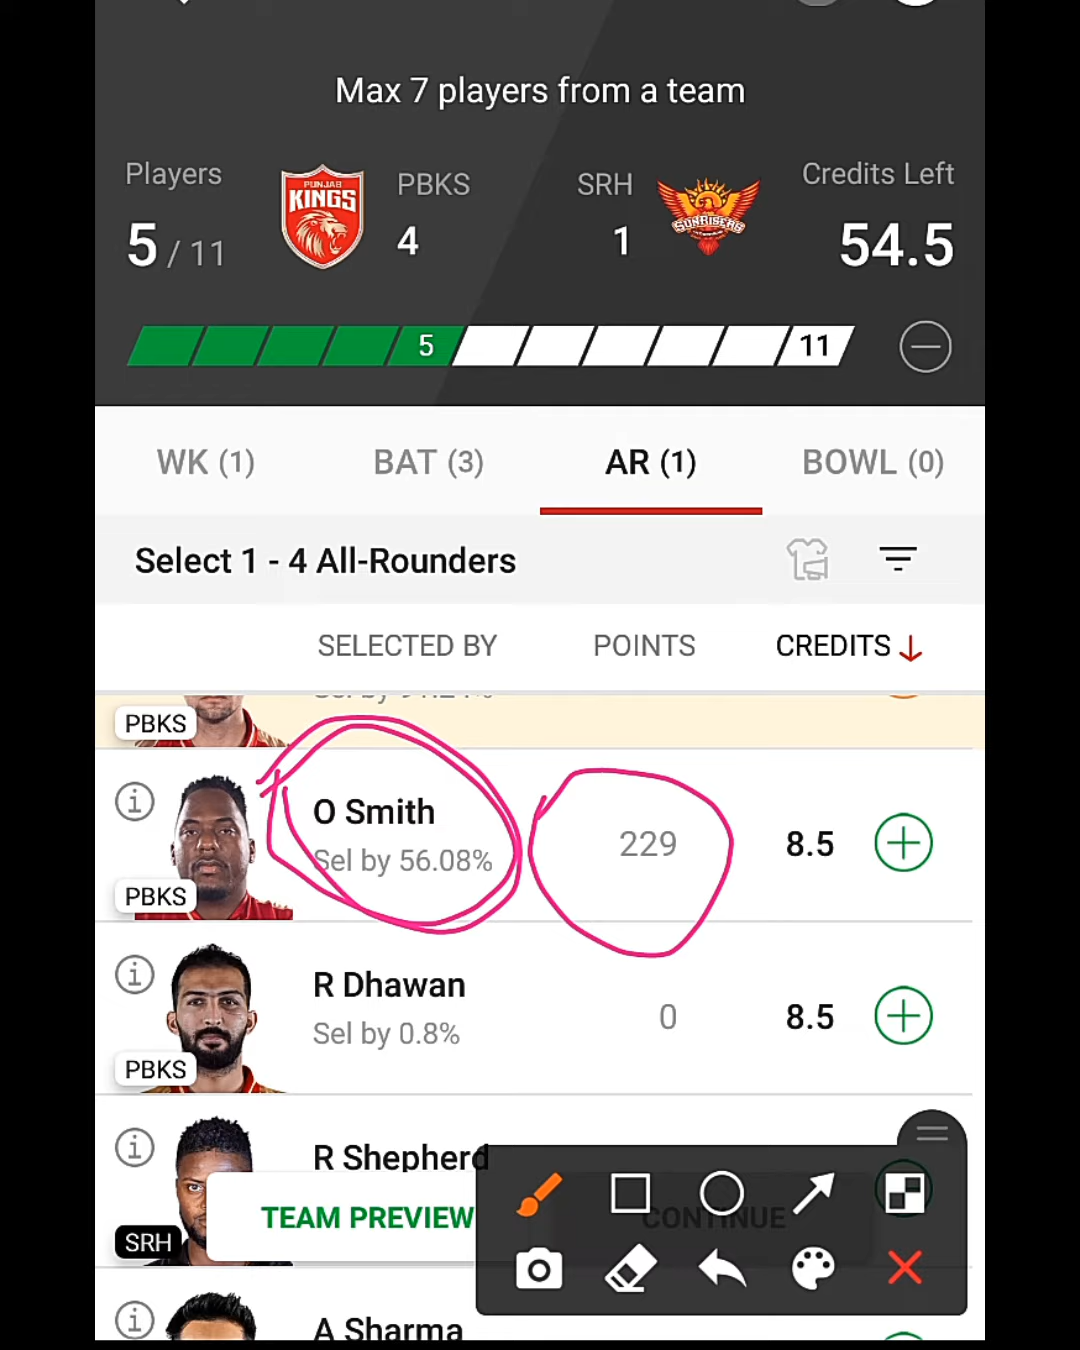 Max 7 players from a team
Players
PBKS
SRH
Credits Left
PUNJAB
KINGS
SUNRISERS
5 / 11
4
1
54.5
5
11
WK (1)
BAT (3)
AR (1)
BOWL (0)
Select 1 - 4 All-Rounders
SELECTED BY
POINTS
CREDITS
PBKS
O Smith
Sel by 56.08%
229
8.5
PBKS
R Dhawan
Sel by 0.8%
0
8.5
PBKS
R Shepherd
TEAM PREVIEW
CONTINUE
SRH
A Sharma